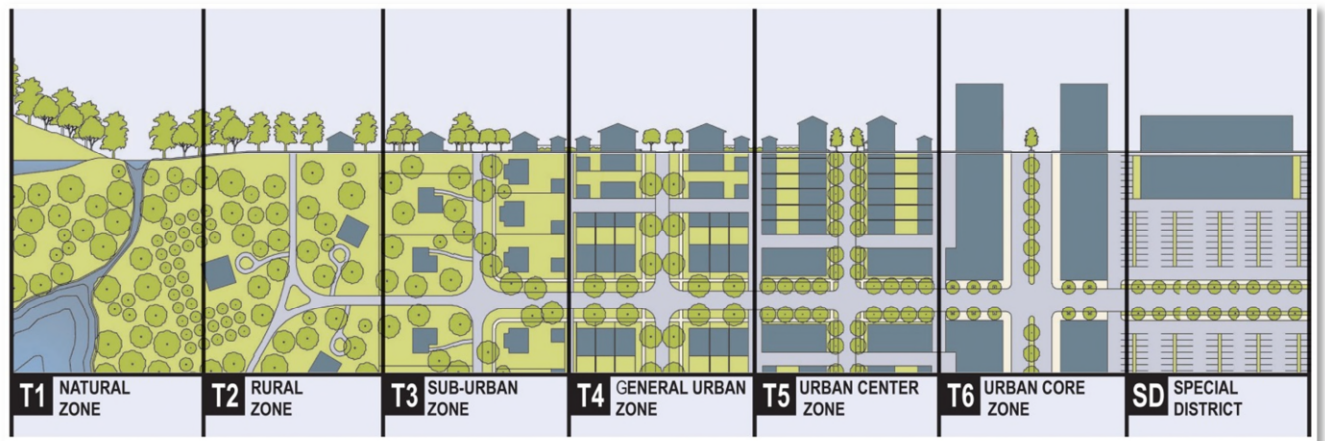 T1 NATURAL
ZONE
T2 RURAL
ZONE
T3 SUB-URBAN
ZONE
T4 GENERAL URBAN
ZONE
T5 URBAN CENTER
ZONE
T6 URBAN CORE
ZONE
SD SPECIAL
DISTRICT